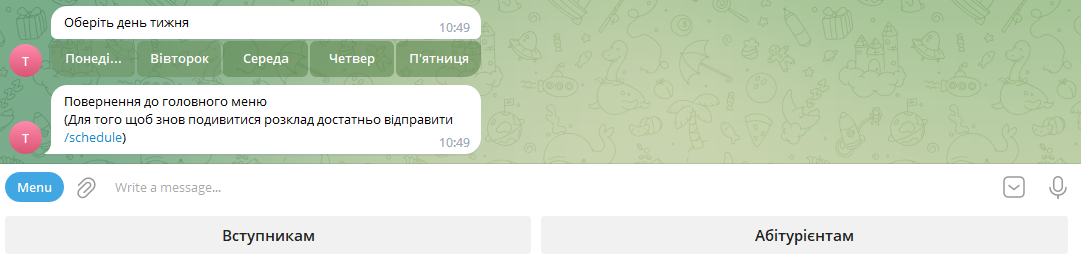 Оберіть день тижня
10:49
Т
Понеді...
Вівторок
Середа
Четвер
П'ятниця
Повернення до головного меню
(Для того щоб знов подивитися розклад достатньо відправити
/schedule)
10:49
Т
Menu
Write a message...
Вступникам
Абітурієнтам